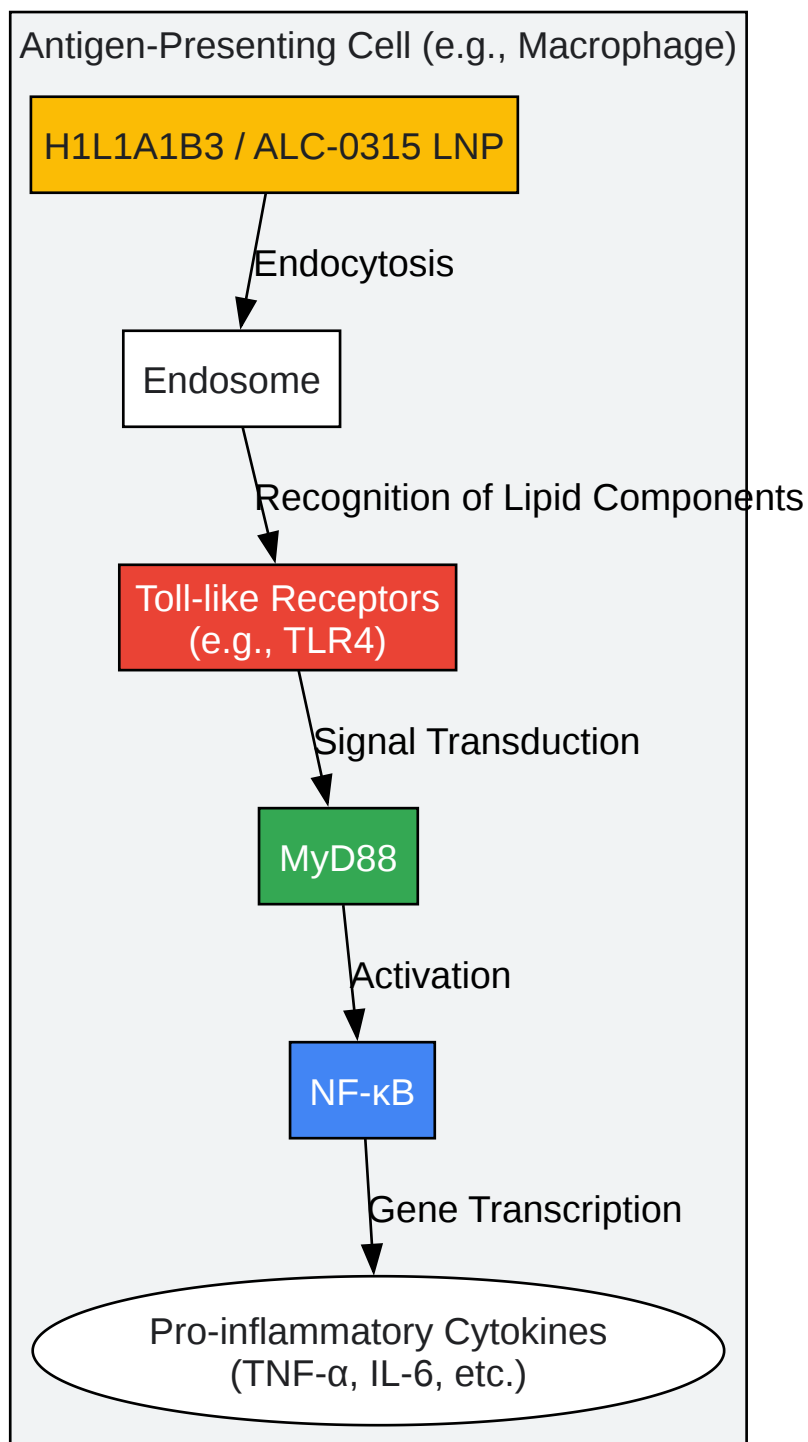 Antigen-Presenting Cell (e.g., Macrophage)
H1L1A1B3 / ALC-0315 LNP
Endocytosis
Endosome
Recognition of Lipid Components
Toll-like Receptors
(e.g., TLR4)
Signal Transduction
MyD88
Activation
NF-κB
Gene Transcription
Pro-inflammatory Cytokines
(TNF-α, IL-6, etc.)